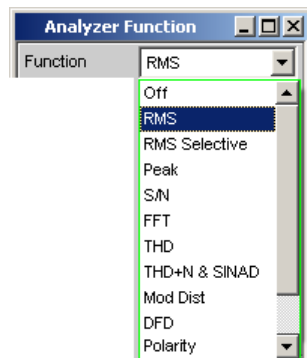 Analyzer Function
Function RMS
Off
RMS
RMS Selective
Peak
S/N
FFT
THD
THD+N & SINAD
Mod Dist
DFD
Polarity